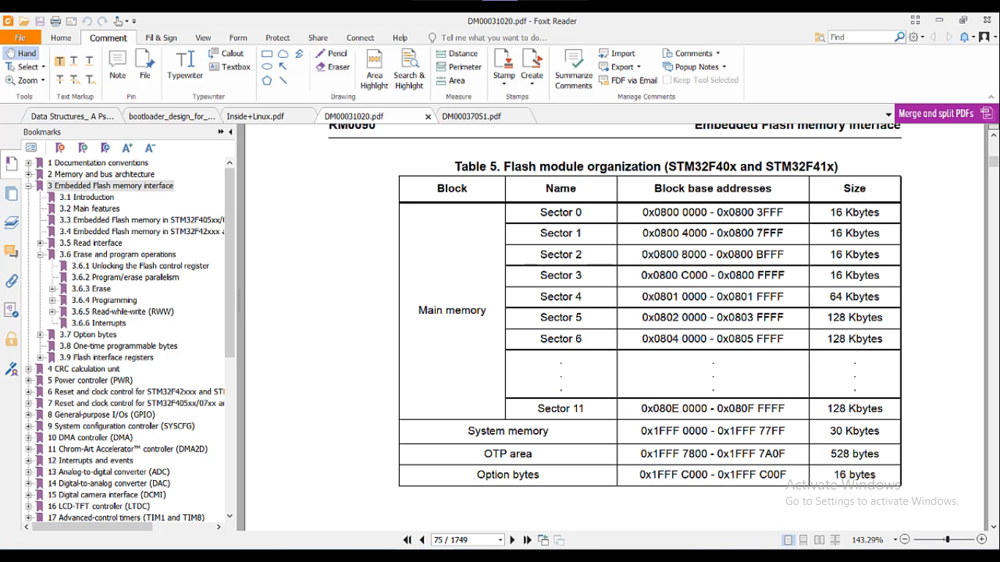 DM00031020.pdf - Foxit Reader
File Home Comment Fill & Sign View Form Protect Share Connect Help Tell me what you want to do... Find
Hand
Select
Zoom
Tools
T T T
T T T
Text Markup
Note
File
Pin
Typewriter
Callout
Textbox
Typewriter
Pencil
Eraser
Area
Highlight
Search &
Highlight
Drawing
Distance
Perimeter
Area
Measure
Stamp
Create
Stamps
Summarize
Comments
Import
Export
FDF via Email
Comments
Popup Notes
Keep Tool Selected
Manage Comments
Data Structures_ A Ps... bootloader_design_for_... Inside+Linux.pdf DM00031020.pdf DM00037051.pdf Merge and split PDFs
Bookmarks
1 Documentation conventions
2 Memory and bus architecture
3 Embedded Flash memory interface
3.1 Introduction
3.2 Main features
3.3 Embedded Flash memory in STM32F405xx/
3.4 Embedded Flash memory in STM32F42xxx a
3.5 Read interface
3.6 Erase and program operations
3.6.1 Unlocking the Flash control register
3.6.2 Program/erase paralelism
3.6.3 Erase
3.6.4 Programming
3.6.5 Read-while-write (RWW)
3.6.6 Interrupts
3.7 Option bytes
3.8 One-time programmable bytes
3.9 Flash interface registers
4 CRC calculation unit
5 Power controller (PWR)
6 Reset and clock control for STM32F42xxx and ST
7 Reset and clock control for STM32F405xx/07xx a
8 General-purpose I/Os (GPIO)
9 System configuration controller (SYSCFG)
10 DMA controller (DMA)
11 Chrom-Art Accelerator™ controller (DMA2D)
12 Interrupts and events
13 Analog-to-digital converter (ADC)
14 Digital-to-analog converter (DAC)
15 Digital camera interface (DCMI)
16 LCD-TFT controller (LTDC)
17 Advanced-control timers (TIM1 and TIM8)
RM0090 Embedded Flash memory interface
Table 5. Flash module organization (STM32F40x and STM32F41x)
Block Name Block base addresses Size
Main memory
Sector 0 0x0800 0000 - 0x0800 3FFF 16 Kbytes
Sector 1 0x0800 4000 - 0x0800 7FFF 16 Kbytes
Sector 2 0x0800 8000 - 0x0800 BFFF 16 Kbytes
Sector 3 0x0800 C000 - 0x0800 FFFF 16 Kbytes
Sector 4 0x0801 0000 - 0x0801 FFFF 64 Kbytes
Sector 5 0x0802 0000 - 0x0803 FFFF 128 Kbytes
Sector 6 0x0804 0000 - 0x0805 FFFF 128 Kbytes
. . .
. . .
. . .
Sector 11 0x080E 0000 - 0x080F FFFF 128 Kbytes
System memory 0x1FFF 0000 - 0x1FFF 77FF 30 Kbytes
OTP area 0x1FFF 7800 - 0x1FFF 7A0F 528 bytes
Option bytes 0x1FFF C000 - 0x1FFF C00F 16 bytes
Activate Windows
Go to Settings to activate Windows.
75 / 1749
143.29%